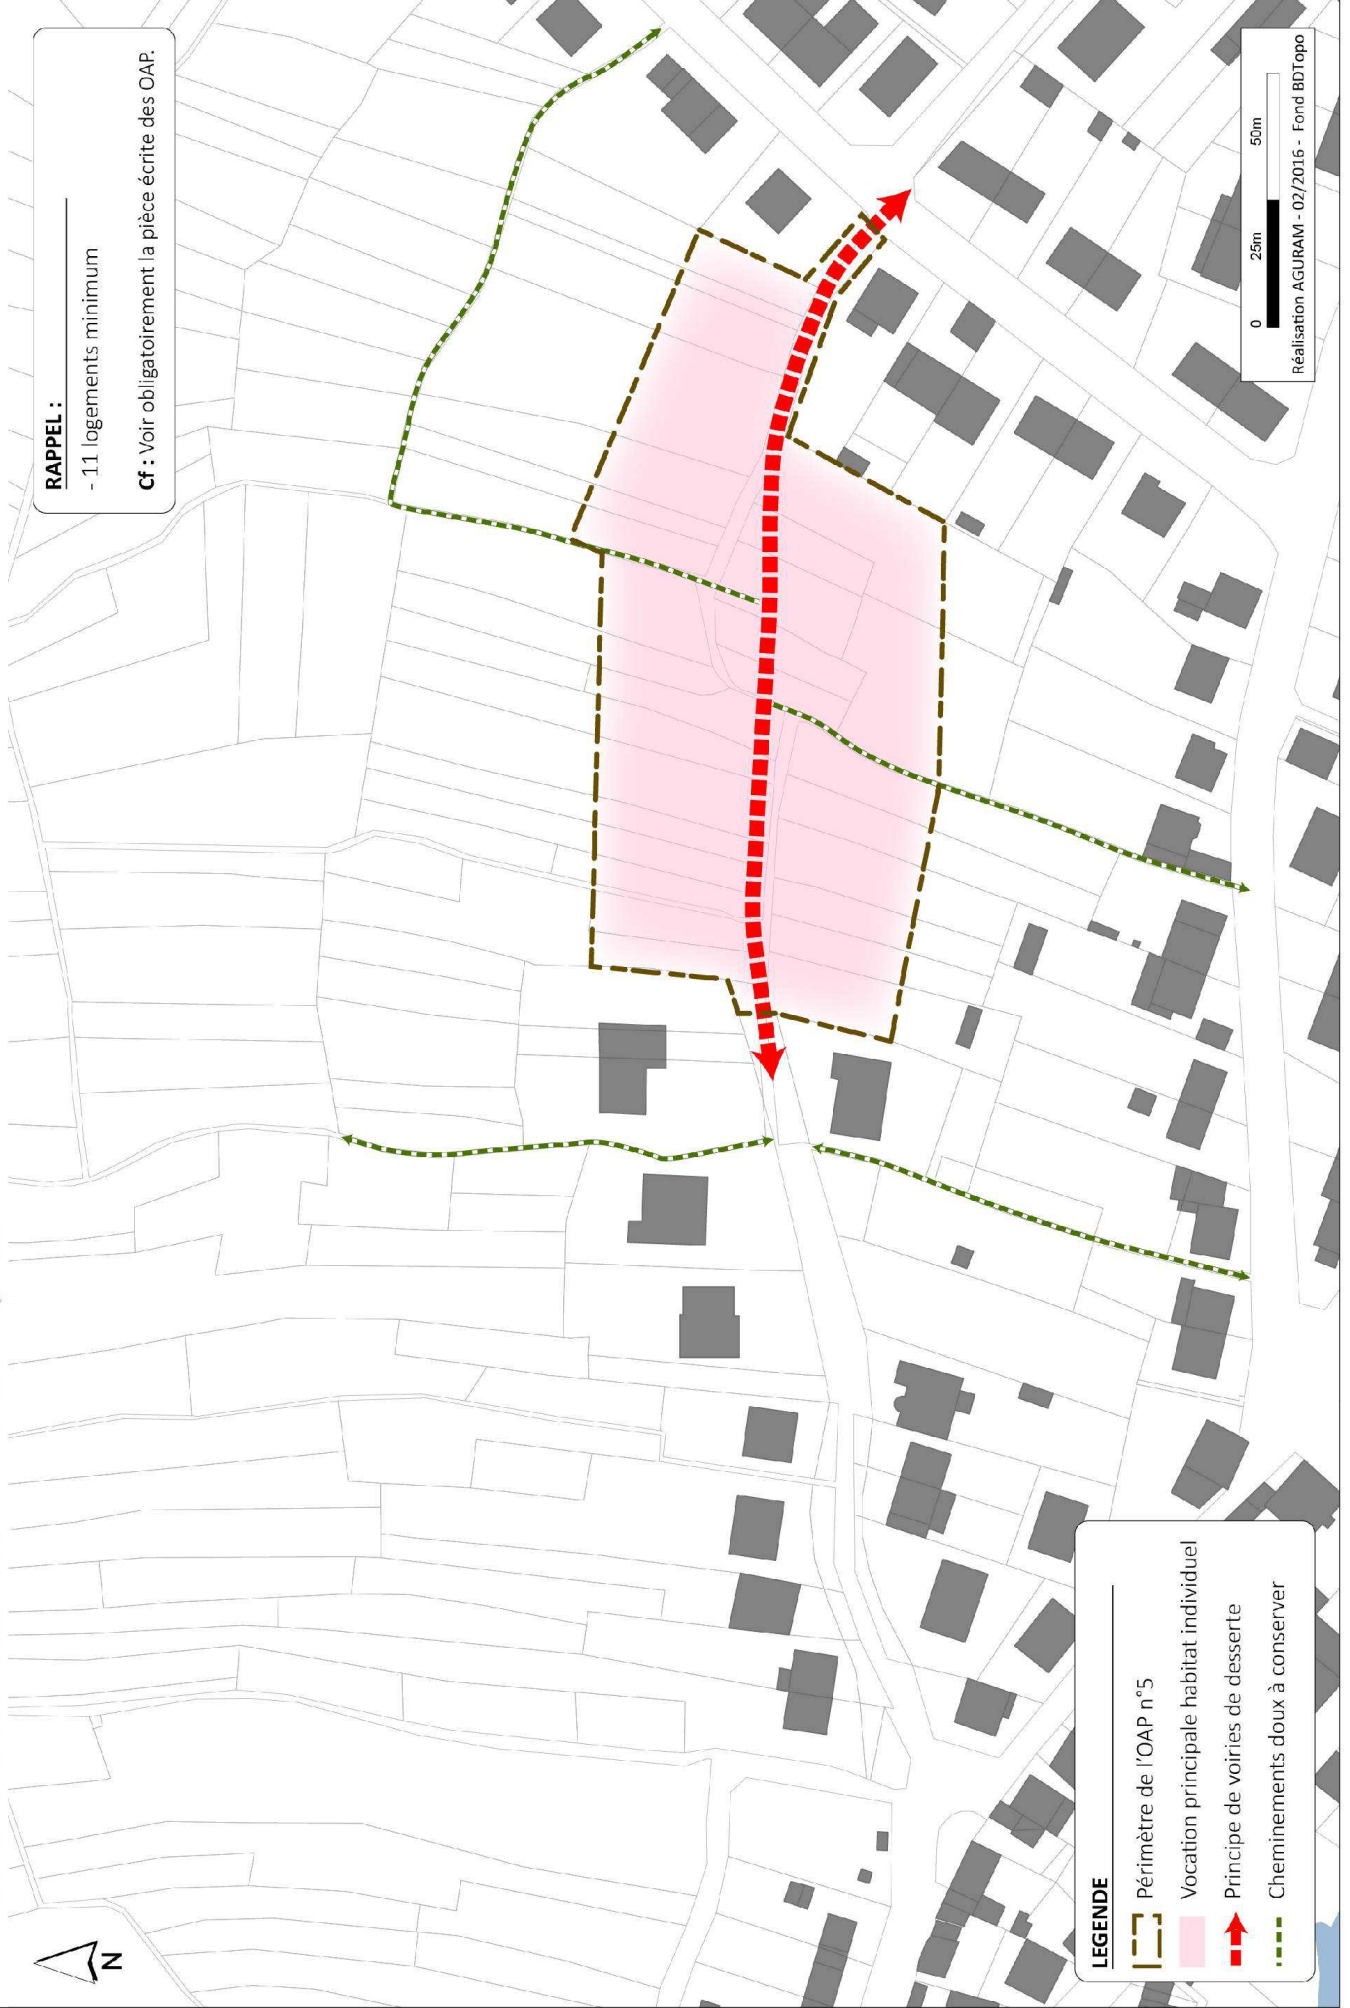 RAPPEL :
- 11 logements minimum
Cf : Voir obligatoirement la pièce écrite des OAP.
N
LEGENDE
Périmètre de l'OAP n°5
Vocation principale habitat individuel
Principe de voiries de desserte
Cheminements doux à conserver
0 25m 50m
Réalisation AGURAM - 02/2016 - Fond BDTopo